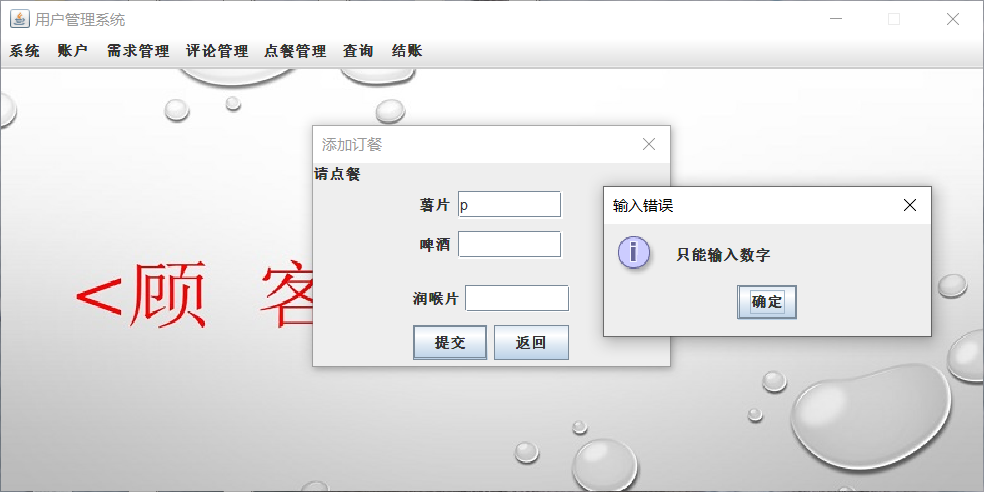 用户管理系统
系统 账户 需求管理 评论管理 点餐管理 查询 结账
添加订餐
请点餐
薯片 p
啤酒
润喉片
提交 返回
输入错误
只能输入数字
确定
<顾 客